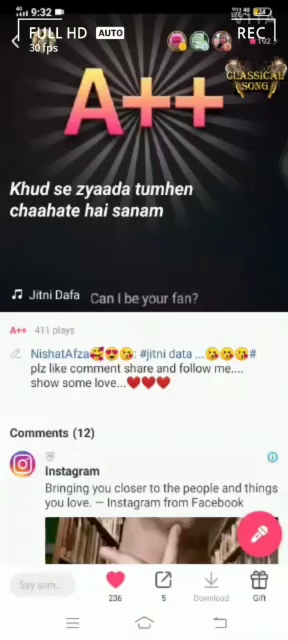 9:32
FULL HD AUTO
30 fps
REC
192
A++
CLASSICAL
SONG
Khud se zyaada tumhen
chaahate hai sanam
Jitni Dafa
Can I be your fan?
A++ 411 plays
NishatAfza🥰😍😘: #jitni data ...😘😘😘#
plz like comment share and follow me....
show some love...❤❤❤
Comments (12)
Instagram
Bringing you closer to the people and things
you love. — Instagram from Facebook
Say som...
236
5
Download
Gift